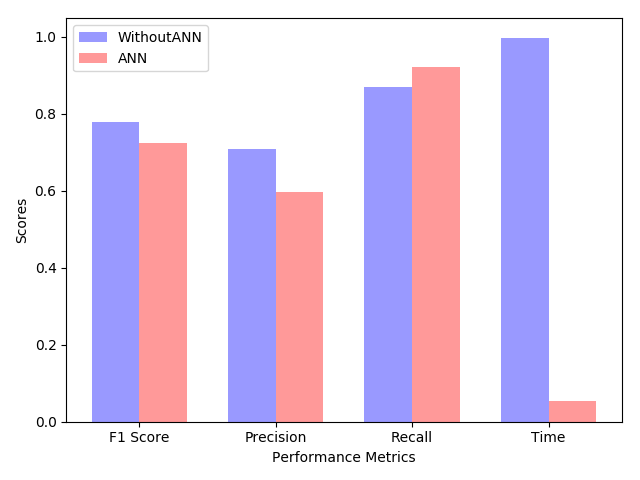 WithoutANN
ANN
1.0
0.8
0.6
0.4
0.2
0.0
Scores
F1 Score Precision Recall Time
Performance Metrics